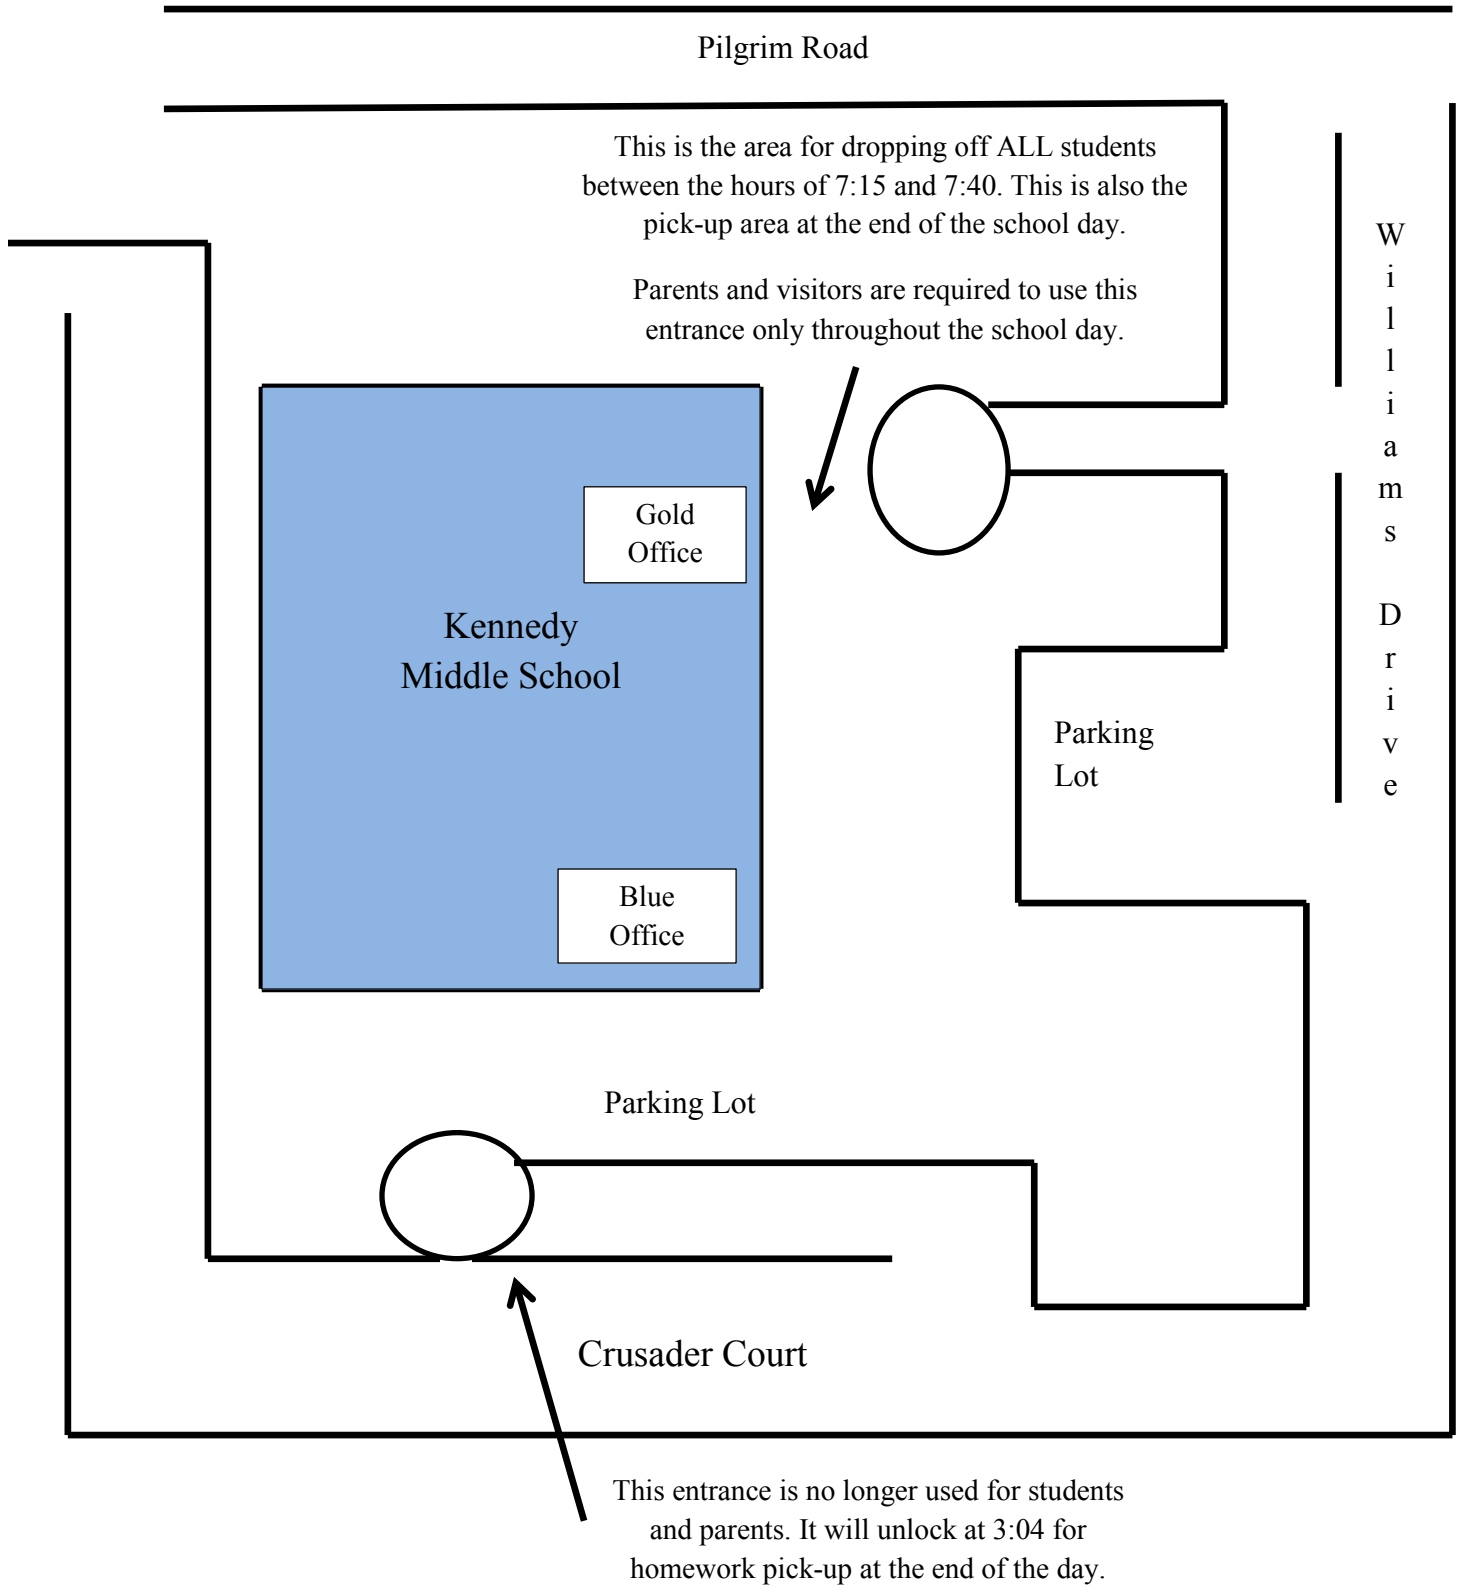 Pilgrim Road
This is the area for dropping off ALL students
between the hours of 7:15 and 7:40. This is also the
pick-up area at the end of the school day.
Parents and visitors are required to use this
entrance only throughout the school day.
Williams Drive
Gold
Office
Kennedy
Middle School
Parking
Lot
Blue
Office
Parking Lot
Crusader Court
This entrance is no longer used for students
and parents. It will unlock at 3:04 for
homework pick-up at the end of the day.